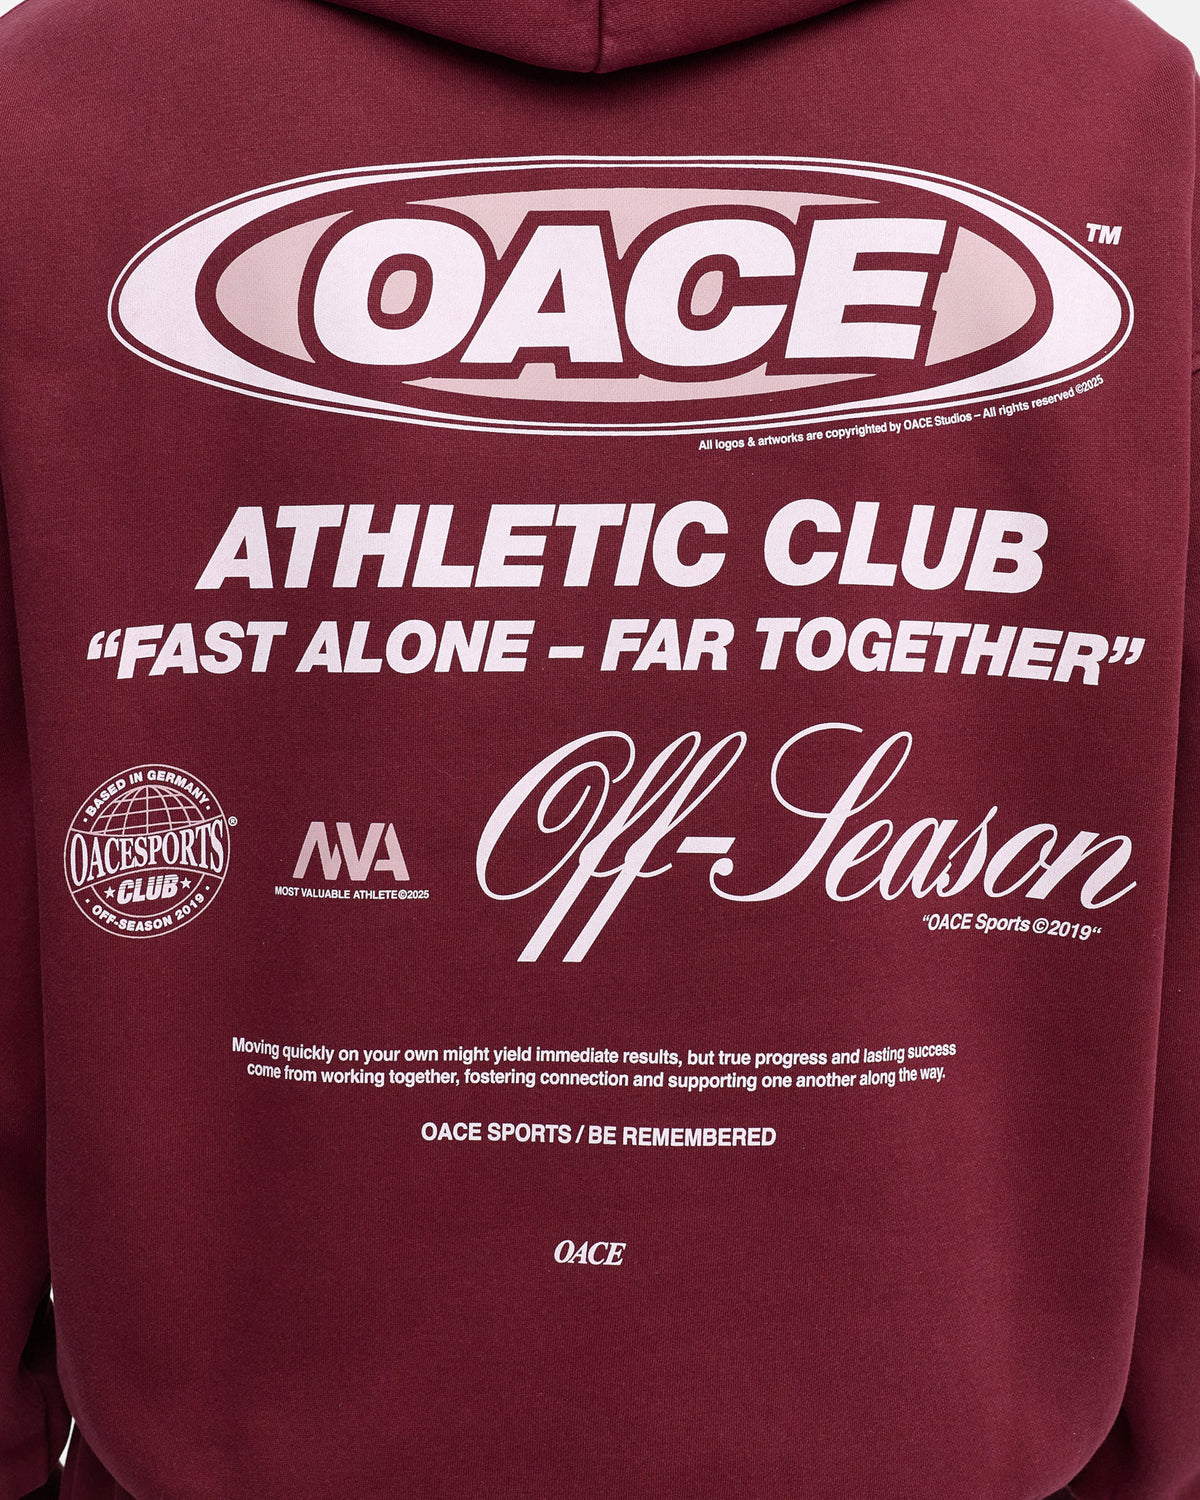 OACE™
All logos & artworks are copyrighted by OACE Studios – All rights reserved ©2025
ATHLETIC CLUB
“FAST ALONE – FAR TOGETHER”
Off-Season
"OACE Sports ©2019“
· BASED IN GERMANY ·
OACESPORTS®
★CLUB★
· OFF-SEASON 2019 ·
MVA
MOST VALUABLE ATHLETE©2025
Moving quickly on your own might yield immediate results, but true progress and lasting success
come from working together, fostering connection and supporting one another along the way.
OACE SPORTS / BE REMEMBERED
OACE